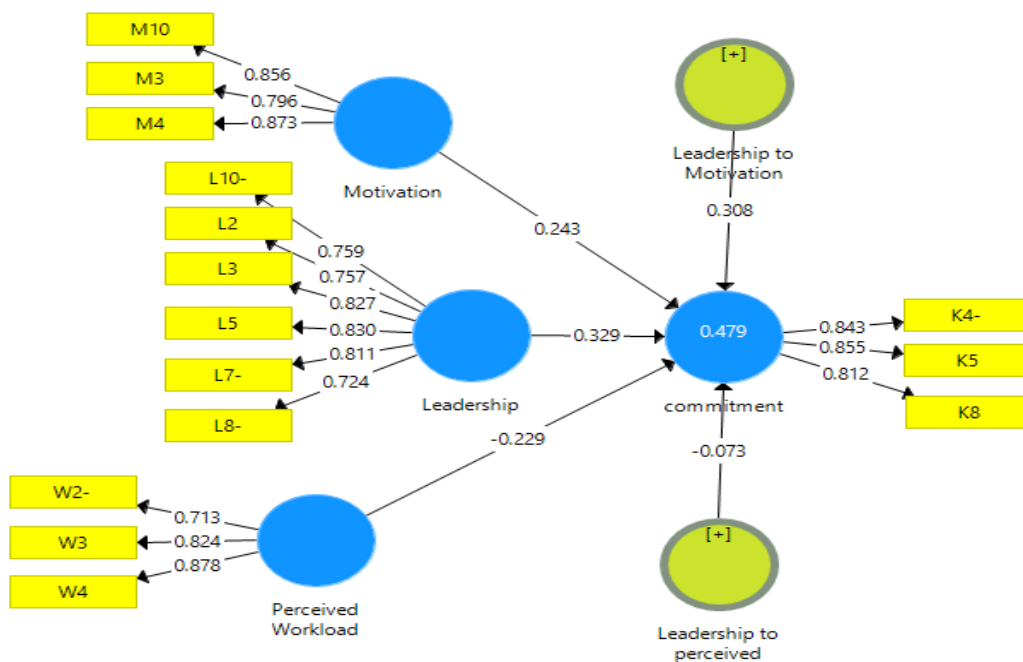 M10
M3
M4
0.856
0.796
0.873
Motivation
[+]
Leadership to
Motivation
0.308
0.243
L10-
L2
L3
L5
L7-
L8-
0.759
0.757
0.827
0.830
0.811
0.724
Leadership
0.329
0.479
commitment
0.843
0.855
0.812
K4-
K5
K8
-0.229
-0.073
W2-
W3
W4
0.713
0.824
0.878
Perceived
Workload
[+]
Leadership to
perceived